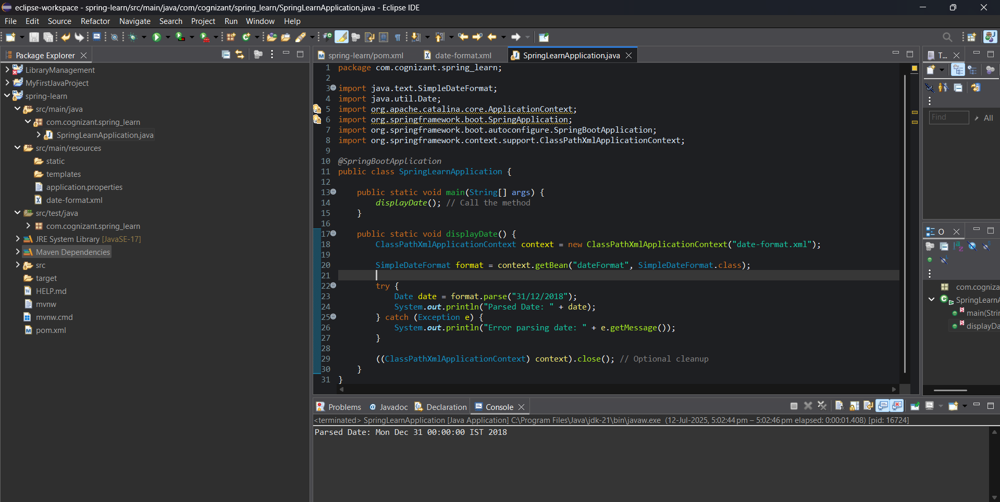 eclipse-workspace - spring-learn/src/main/java/com/cognizant/spring_learn/SpringLearnApplication.java - Eclipse IDE
File Edit Source Refactor Navigate Search Project Run Window Help
Package Explorer
LibraryManagement
MyFirstJavaProject
spring-learn
src/main/java
com.cognizant.spring_learn
SpringLearnApplication.java
src/main/resources
static
templates
application.properties
date-format.xml
src/test/java
com.cognizant.spring_learn
JRE System Library [JavaSE-17]
Maven Dependencies
src
target
HELP.md
mvnw
mvnw.cmd
pom.xml
spring-learn/pom.xml date-format.xml SpringLearnApplication.java
1 package com.cognizant.spring_learn;
2
3 import java.text.SimpleDateFormat;
4 import java.util.Date;
5 import org.apache.catalina.core.ApplicationContext;
6 import org.springframework.boot.SpringApplication;
7 import org.springframework.boot.autoconfigure.SpringBootApplication;
8 import org.springframework.context.support.ClassPathXmlApplicationContext;
9
10 @SpringBootApplication
11 public class SpringLearnApplication {
12
13 public static void main(String[] args) {
14 displayDate(); // Call the method
15 }
16
17 public static void displayDate() {
18 ClassPathXmlApplicationContext context = new ClassPathXmlApplicationContext("date-format.xml");
19
20 SimpleDateFormat format = context.getBean("dateFormat", SimpleDateFormat.class);
21
22 try {
23 Date date = format.parse("31/12/2018");
24 System.out.println("Parsed Date: " + date);
25 } catch (Exception e) {
26 System.out.println("Error parsing date: " + e.getMessage());
27 }
28
29 ((ClassPathXmlApplicationContext) context).close(); // Optional cleanup
30 }
31 }
T...
Find All
O
com.cogniza
SpringLearnA
main(Strin
displayDa
Problems Javadoc Declaration Console
<terminated> SpringLearnApplication [Java Application] C:\Program Files\Java\jdk-21\bin\javaw.exe (12-Jul-2025, 5:02:44 pm – 5:02:46 pm elapsed: 0:00:01.408) [pid: 16724]
Parsed Date: Mon Dec 31 00:00:00 IST 2018